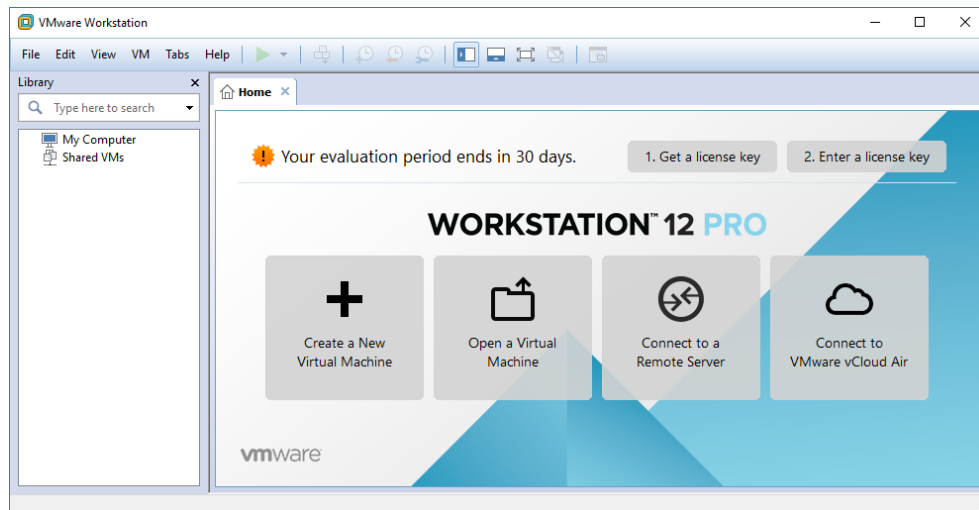 VMware Workstation
File Edit View VM Tabs Help
Library
Type here to search
My Computer
Shared VMs
Home
Your evaluation period ends in 30 days.
1. Get a license key
2. Enter a license key
WORKSTATION™ 12 PRO
Create a New
Virtual Machine
Open a Virtual
Machine
Connect to a
Remote Server
Connect to
VMware vCloud Air
vmware